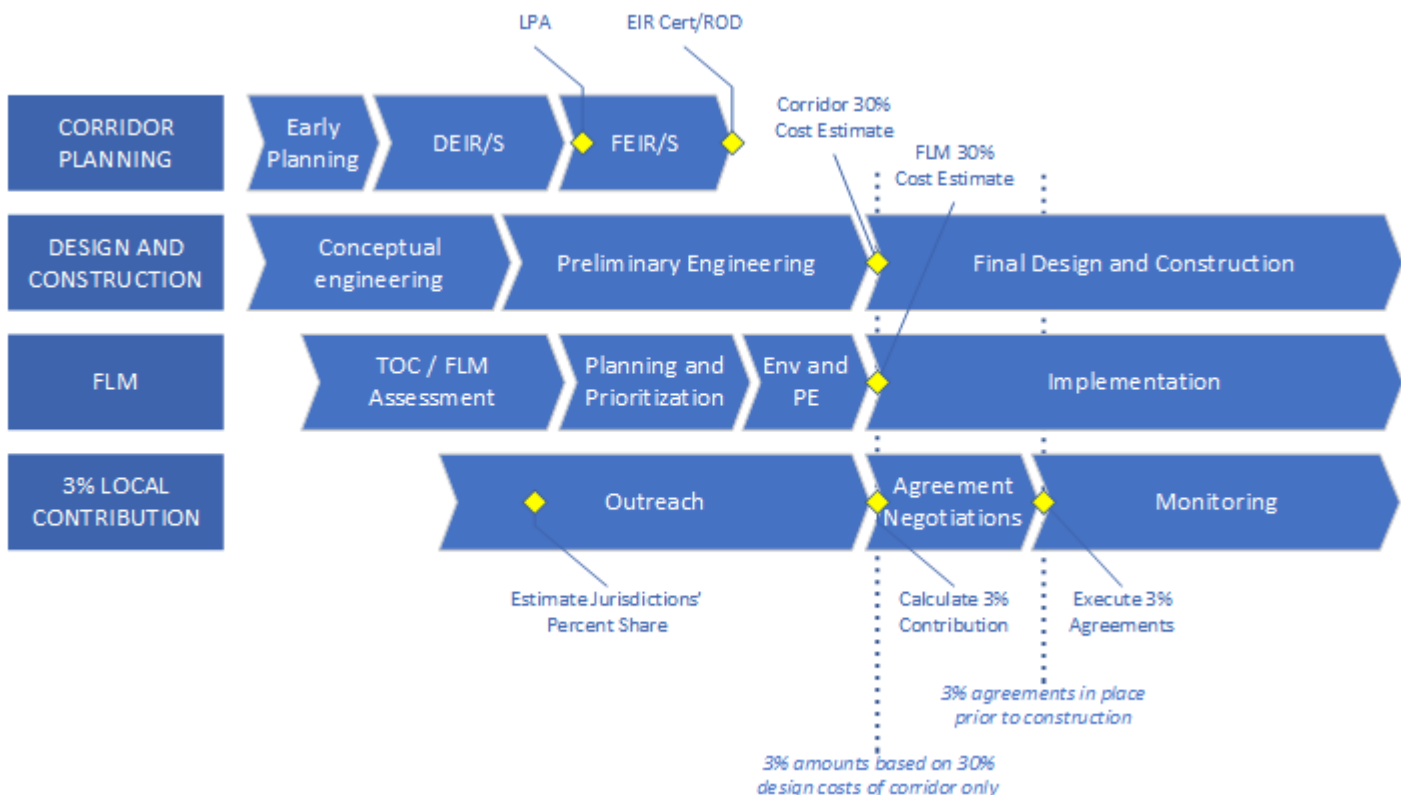 LPA
EIR Cert/ROD
CORRIDOR
PLANNING
Early
Planning
DEIR/S
FEIR/S
Corridor 30%
Cost Estimate
FLM 30%
Cost Estimate
DESIGN AND
CONSTRUCTION
Conceptual
engineering
Preliminary Engineering
Final Design and Construction
FLM
TOC / FLM
Assessment
Planning and
Prioritization
Env and
PE
Implementation
3% LOCAL
CONTRIBUTION
Outreach
Agreement
Negotiations
Monitoring
Estimate Jurisdictions'
Percent Share
Calculate 3%
Contribution
Execute 3%
Agreements
3% agreements in place
prior to construction
3% amounts based on 30%
design costs of corridor only